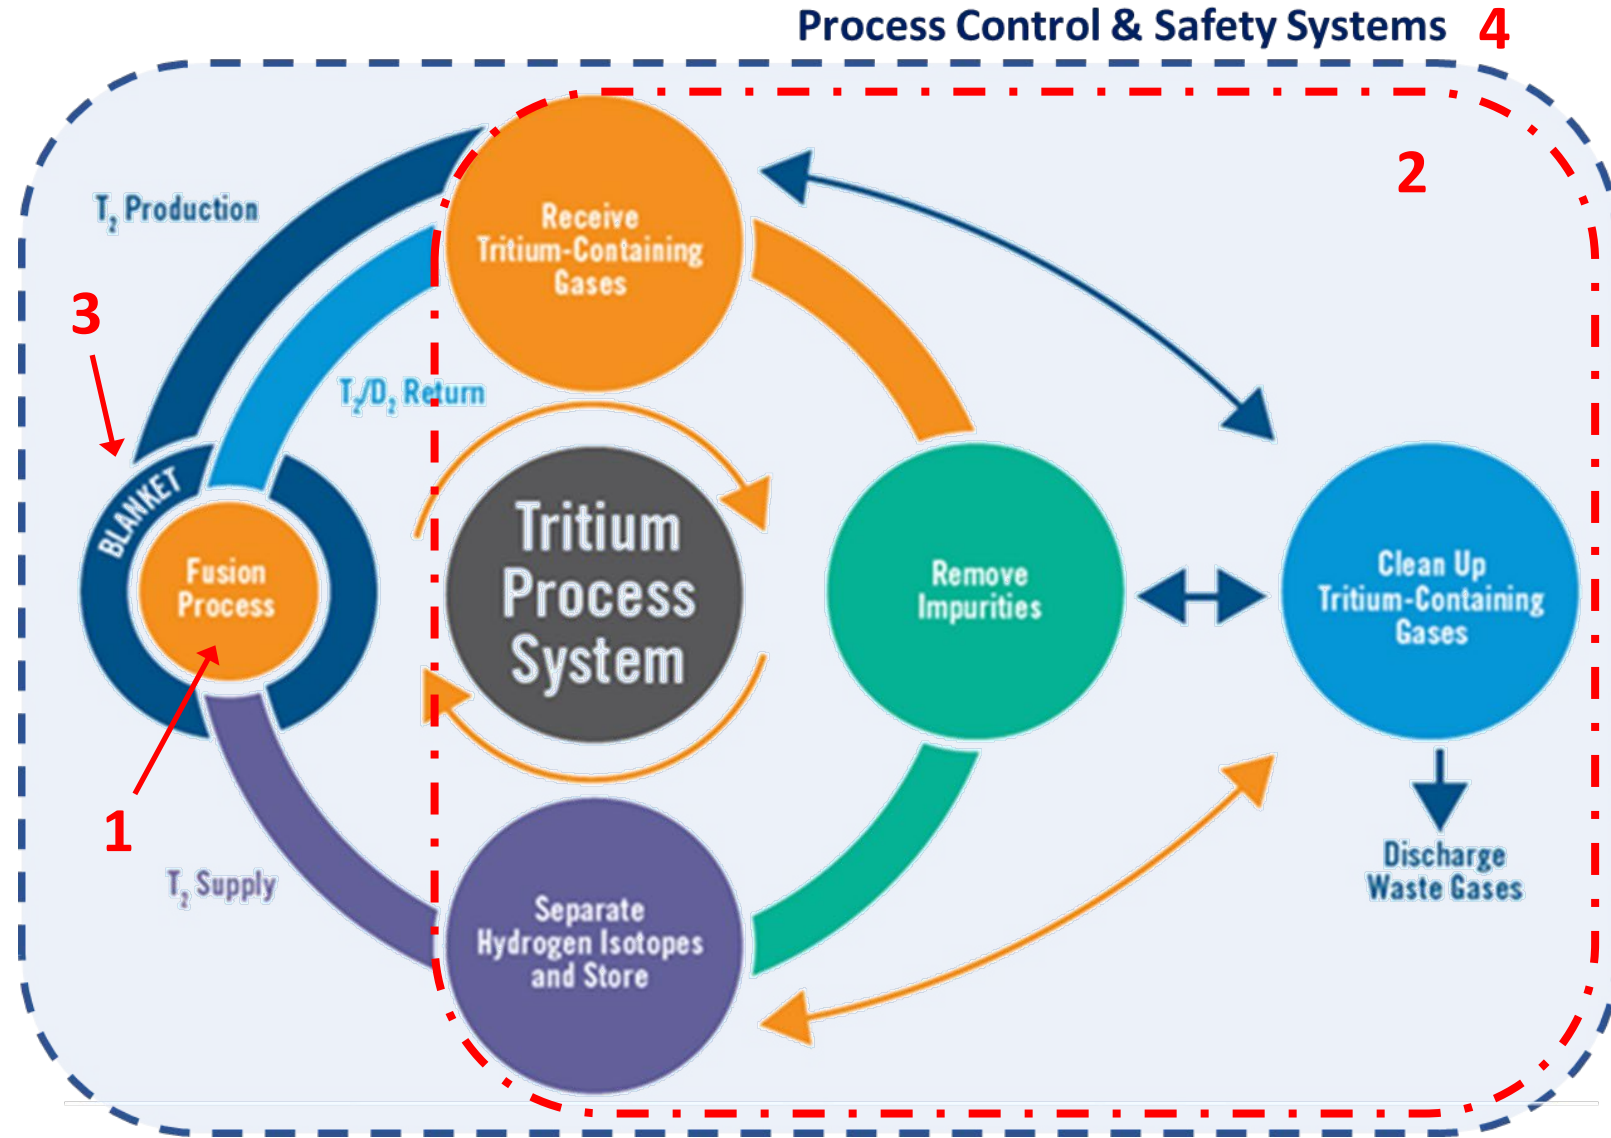 Process Control & Safety Systems 4
2
T₂ Production
Receive
Tritium-Containing
Gases
3
T₂/D₂ Return
BLANKET
Fusion
Process
Tritium
Process
System
Remove
Impurities
Clean Up
Tritium-Containing
Gases
1
T₂ Supply
Separate
Hydrogen Isotopes
and Store
Discharge
Waste Gases